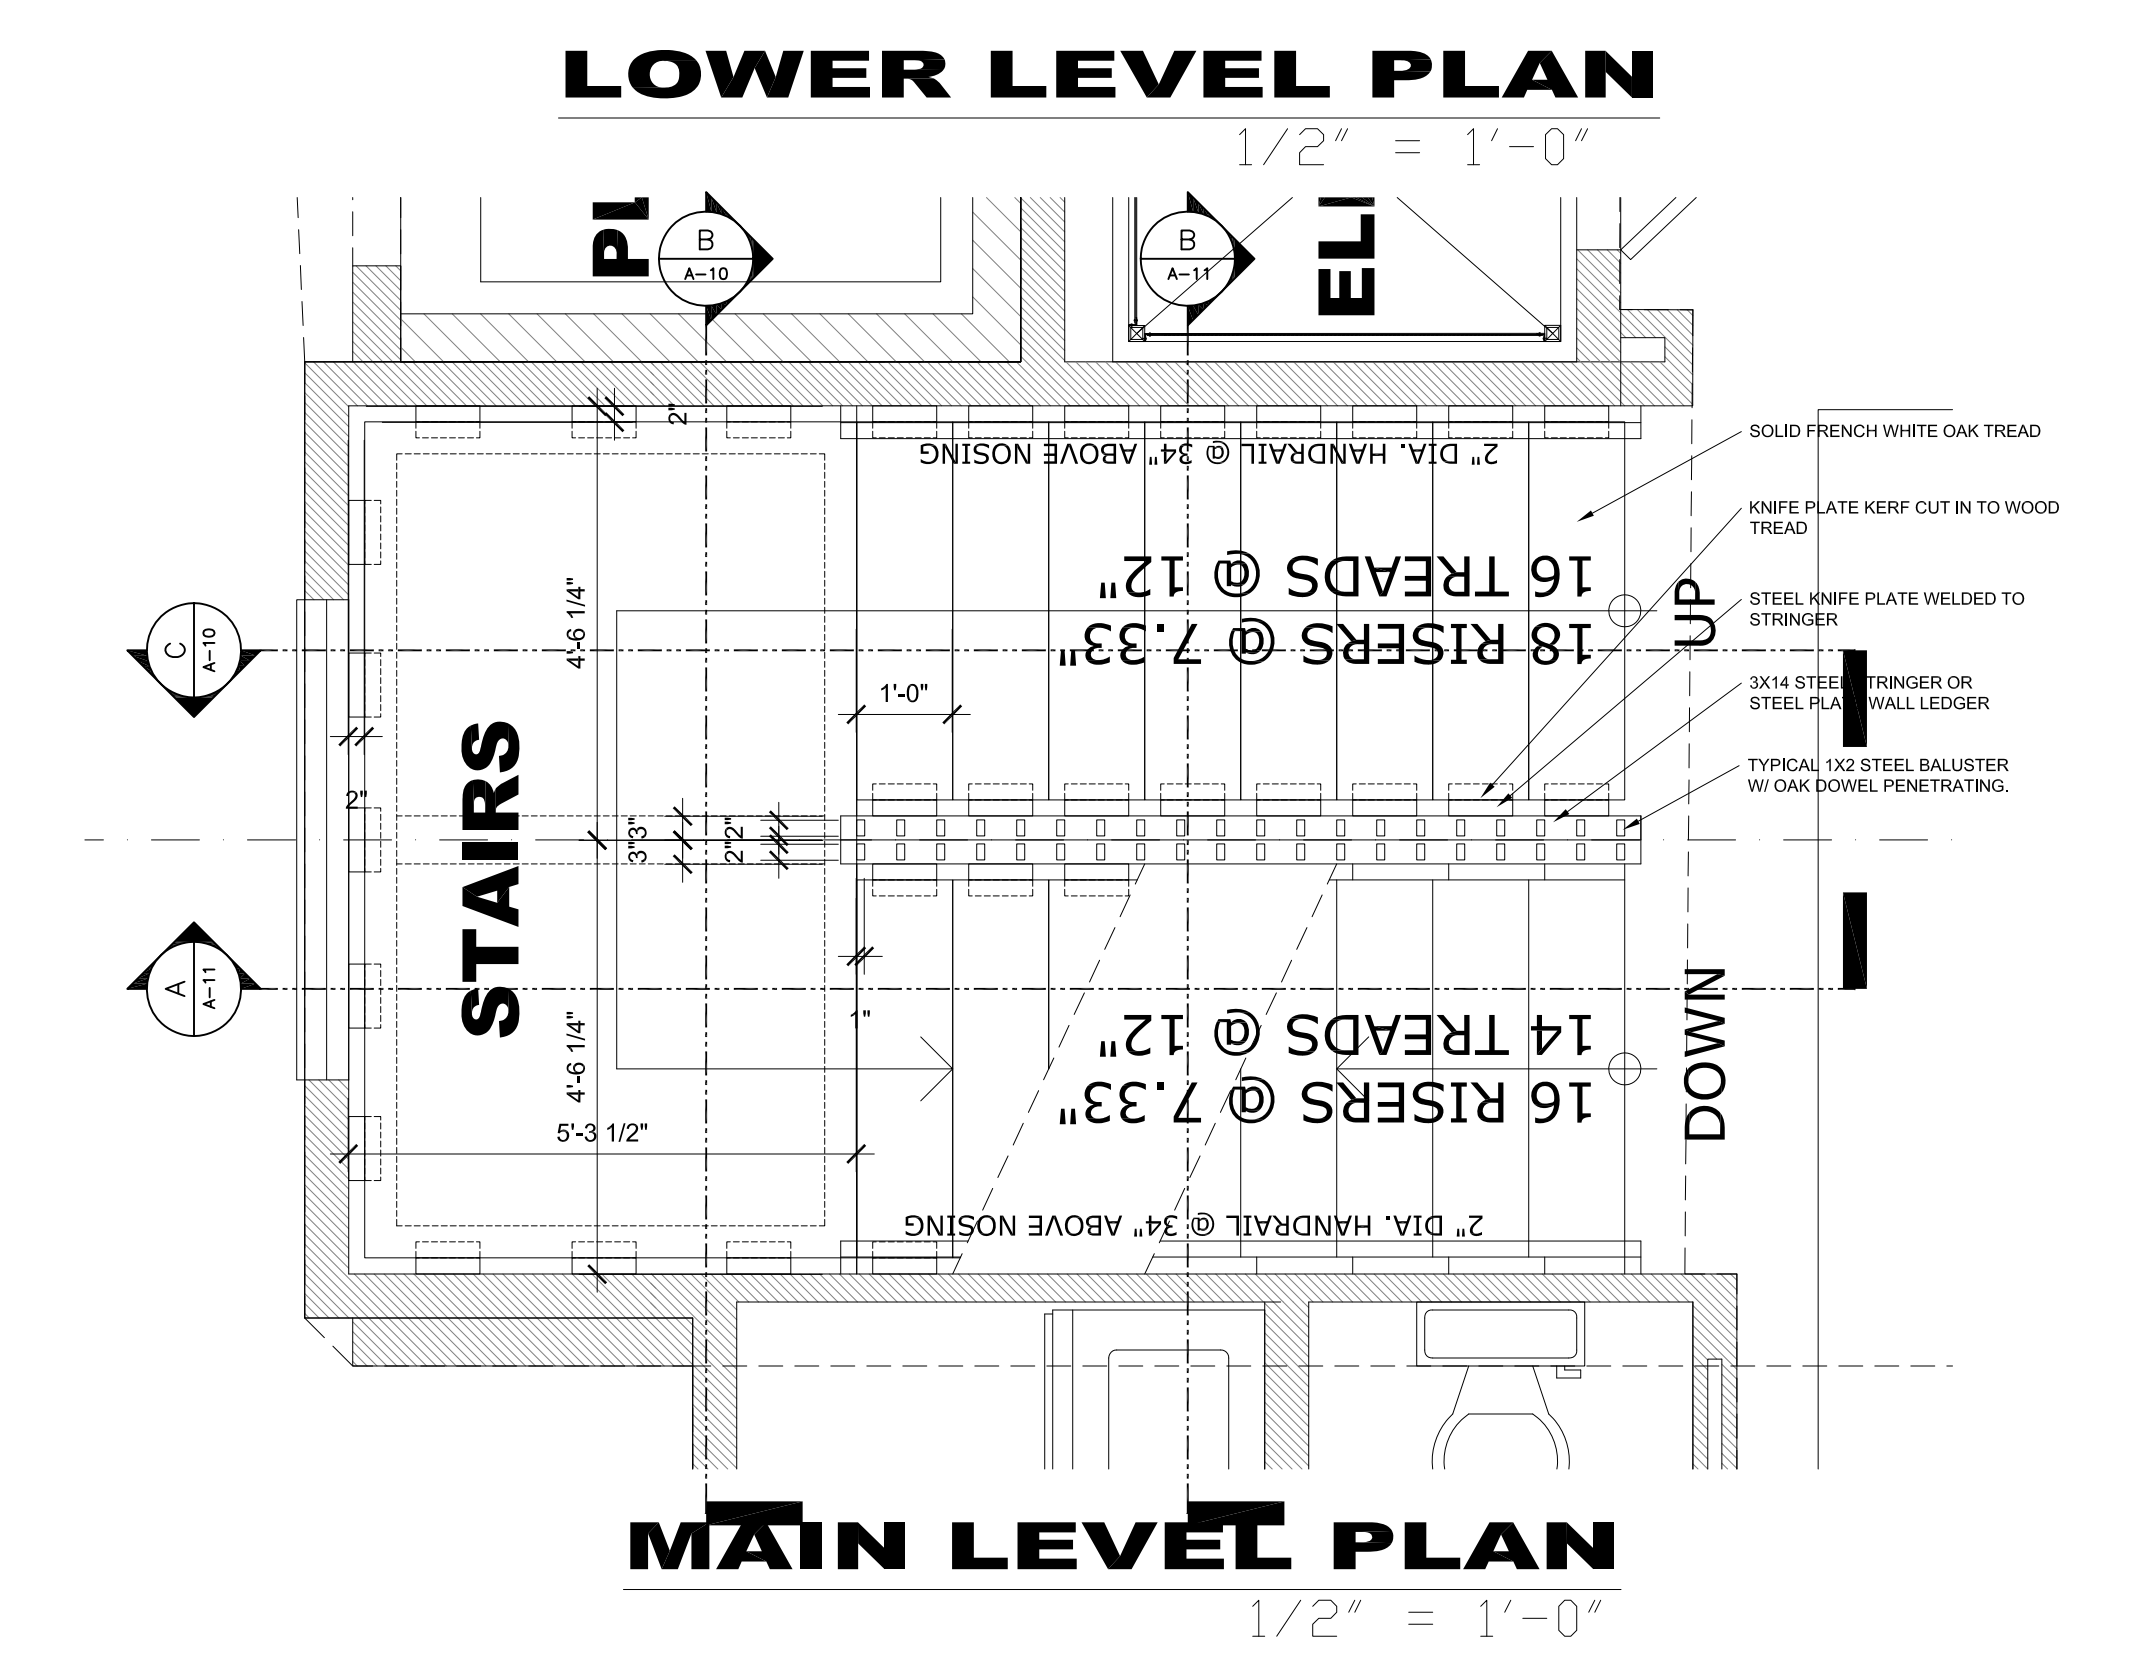 LOWER LEVEL PLAN
1/2" = 1'-0"
B
A-10
B
A-11
2"
2" DIA. HANDRAIL @ 34" ABOVE NOSING
SOLID FRENCH WHITE OAK TREAD
KNIFE PLATE KERF CUT IN TO WOOD
TREAD
16 TREADS @ 12"
18 RISERS @ 7.33"
UP
STEEL KNIFE PLATE WELDED TO
STRINGER
C
A-10
4'-6 1/4"
1'-0"
3X14 STEEL STRINGER OR
STEEL PLATE WALL LEDGER
TYPICAL 1X2 STEEL BALUSTER
W/ OAK DOWEL PENETRATING.
2"
STAIRS
3"
3"
2"
2"
A
A-11
4'-6 1/4"
1"
14 TREADS @ 12"
16 RISERS @ 7.33"
DOWN
5'-3 1/2"
2" DIA. HANDRAIL @ 34" ABOVE NOSING
MAIN LEVEL PLAN
1/2" = 1'-0"